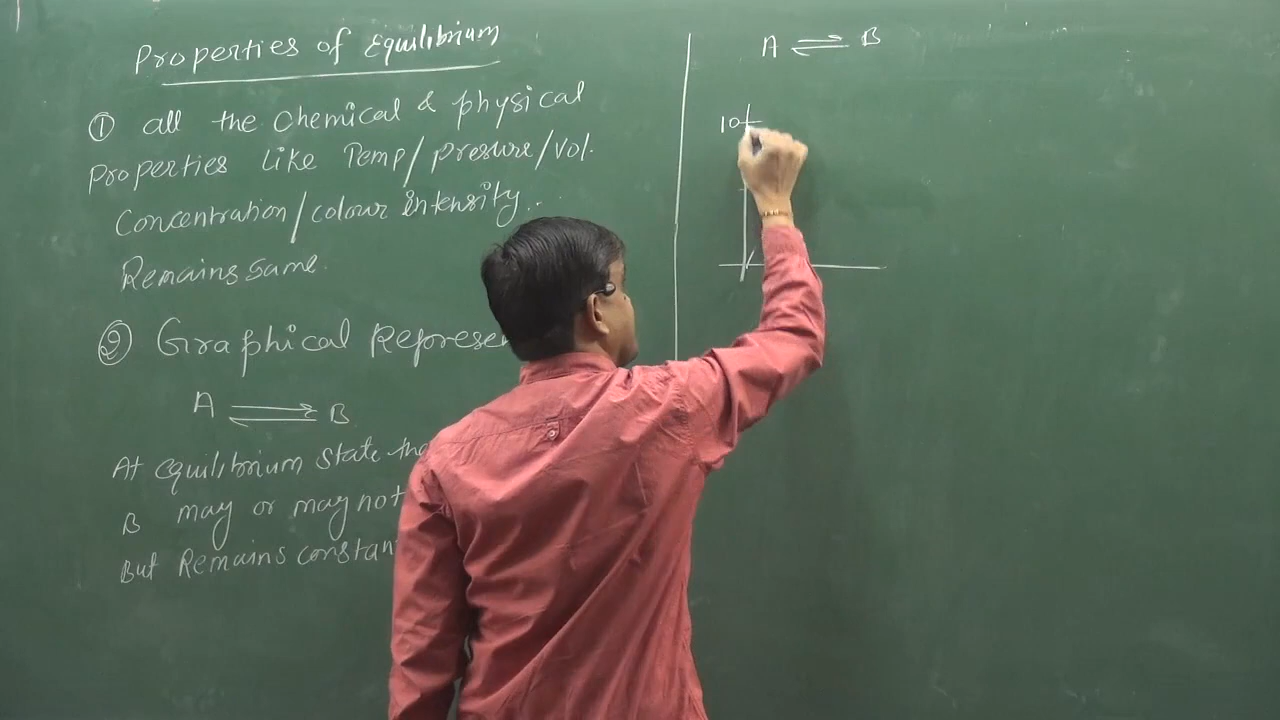 Properties of Equilibrium
① all the chemical & physical
Properties like Temp/pressure/Vol.
Concentration/colour intensity..
Remains same.
② Graphical Represen
A ⇌ B
At equilibrium state the
B may or may not
But Remains constan
A ⇌ B
10